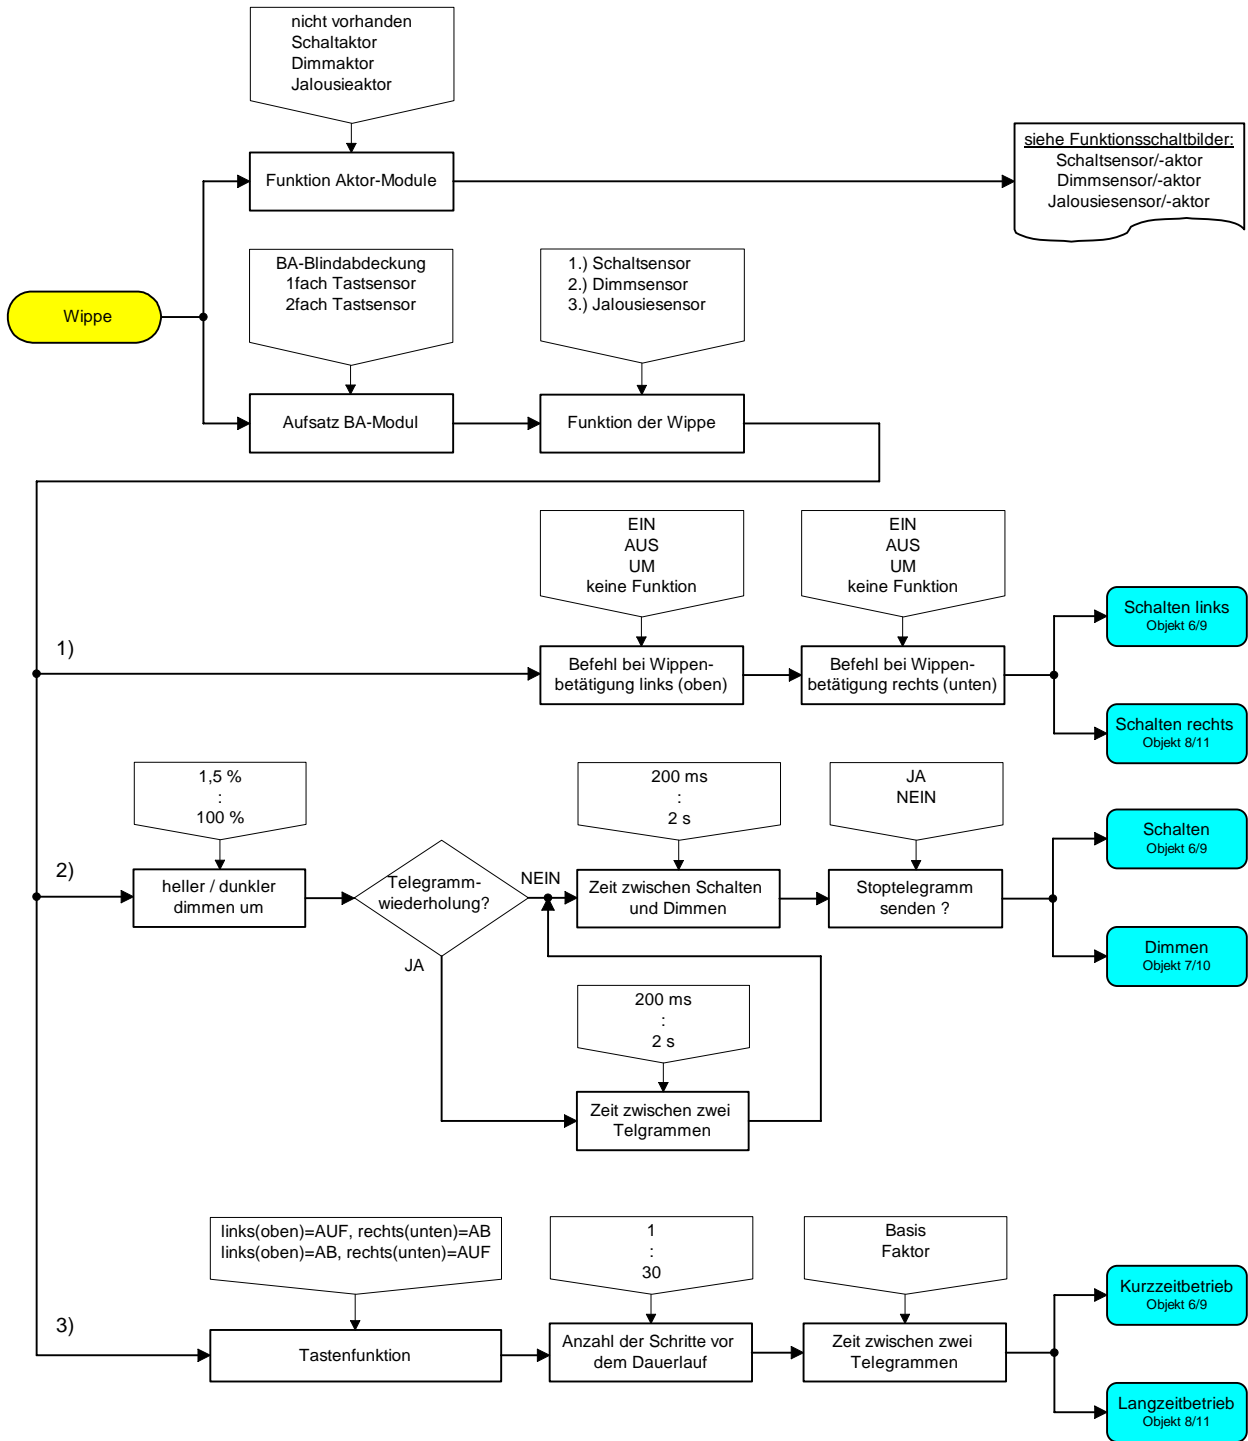 nicht vorhanden
Schaltaktor
Dimmaktor
Jalousieaktor
Funktion Aktor-Module
siehe Funktionsschaltbilder:
Schaltsensor/-aktor
Dimmsensor/-aktor
Jalousiesensor/-aktor
BA-Blindabdeckung
1fach Tastsensor
2fach Tastsensor
1.) Schaltsensor
2.) Dimmsensor
3.) Jalousiesensor
Wippe
Aufsatz BA-Modul
Funktion der Wippe
EIN
AUS
UM
keine Funktion
EIN
AUS
UM
keine Funktion
1)
Befehl bei Wippen-
betätigung links (oben)
Befehl bei Wippen-
betätigung rechts (unten)
Schalten links
Objekt 6/9
Schalten rechts
Objekt 8/11
1,5 %
:
100 %
200 ms
:
2 s
JA
NEIN
2)
heller / dunkler
dimmen um
Telegramm-
wiederholung?
NEIN
JA
Zeit zwischen Schalten
und Dimmen
Stoptelegramm
senden ?
Schalten
Objekt 6/9
Dimmen
Objekt 7/10
200 ms
:
2 s
Zeit zwischen zwei
Telgrammen
links(oben)=AUF, rechts(unten)=AB
links(oben)=AB, rechts(unten)=AUF
1
:
30
Basis
Faktor
3)
Tastenfunktion
Anzahl der Schritte vor
dem Dauerlauf
Zeit zwischen zwei
Telegrammen
Kurzzeitbetrieb
Objekt 6/9
Langzeitbetrieb
Objekt 8/11